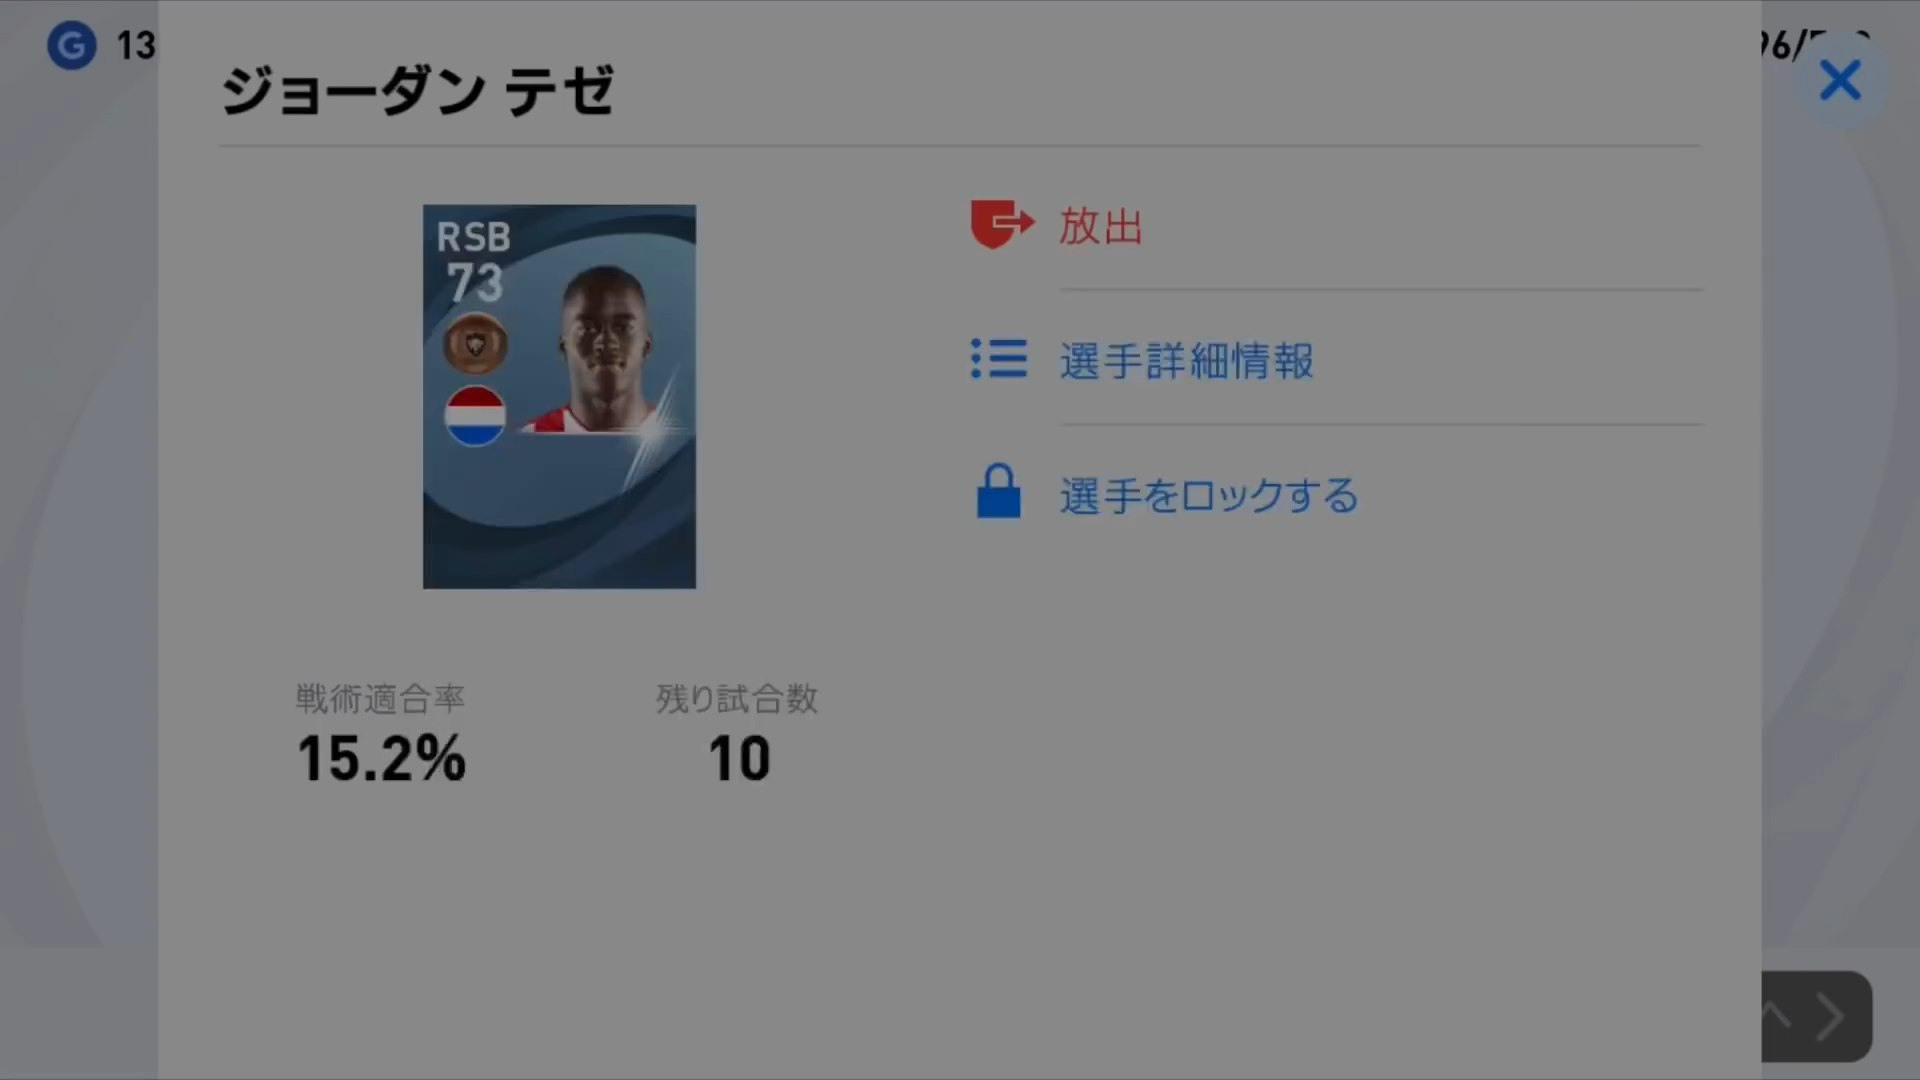 G 13
ジョーダン テゼ
RSB
73
放出
選手詳細情報
選手をロックする
戦術適合率
15.2%
残り試合数
10